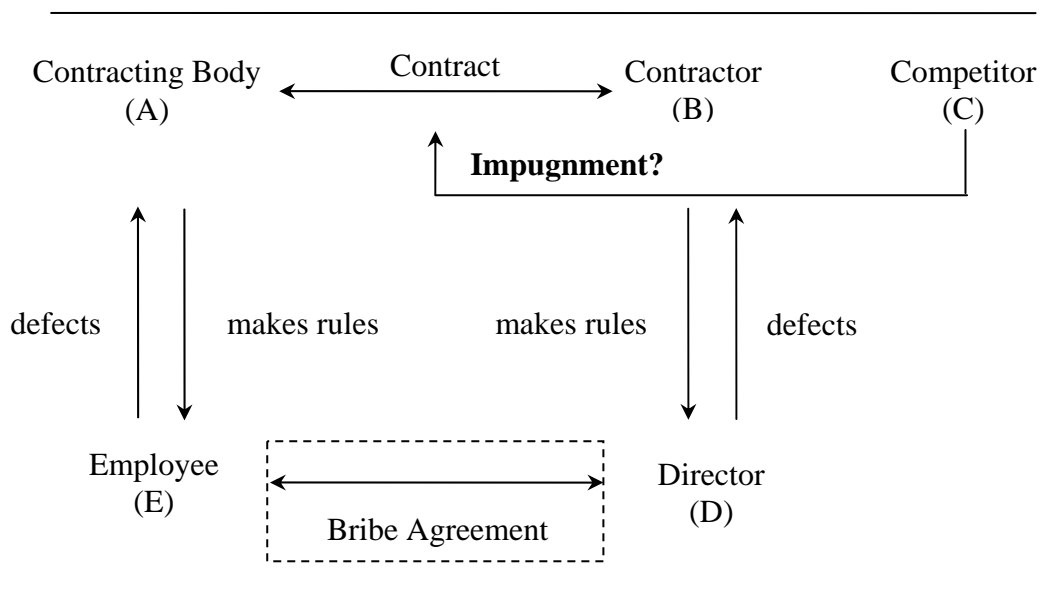 Contracting Body
(A)
Contract
Contractor
(B)
Competitor
(C)
Impugnment?
defects
makes rules
makes rules
defects
Employee
(E)
Bribe Agreement
Director
(D)